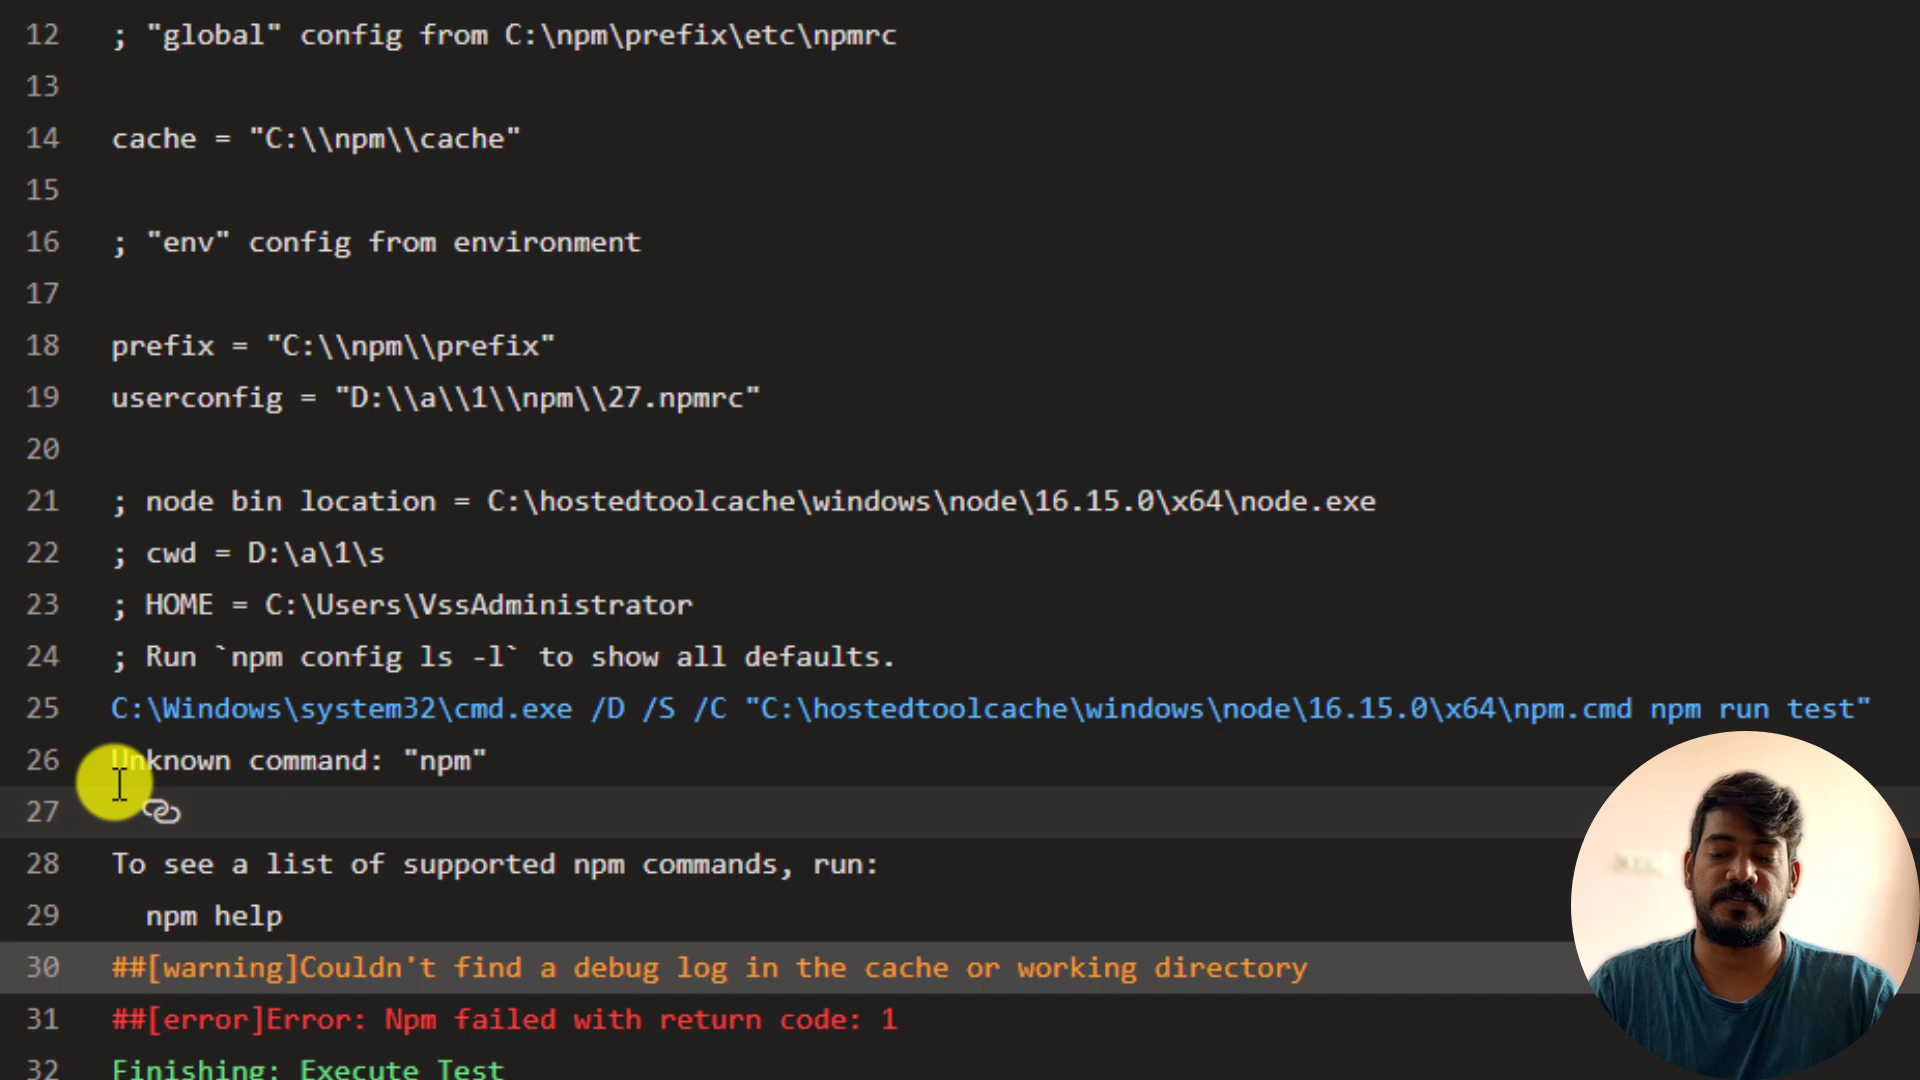 12 ; "global" config from C:\npm\prefix\etc\npmrc
13
14 cache = "C:\\npm\\cache"
15
16 ; "env" config from environment
17
18 prefix = "C:\\npm\\prefix"
19 userconfig = "D:\\a\\1\\npm\\27.npmrc"
20
21 ; node bin location = C:\hostedtoolcache\windows\node\16.15.0\x64\node.exe
22 ; cwd = D:\a\1\s
23 ; HOME = C:\Users\VssAdministrator
24 ; Run `npm config ls -l` to show all defaults.
25 C:\Windows\system32\cmd.exe /D /S /C "C:\hostedtoolcache\windows\node\16.15.0\x64\npm.cmd npm run test"
26 Unknown command: "npm"
27
28 To see a list of supported npm commands, run:
29 npm help
30 ##[warning]Couldn't find a debug log in the cache or working directory
31 ##[error]Error: Npm failed with return code: 1
32 Finishing: Execute Test